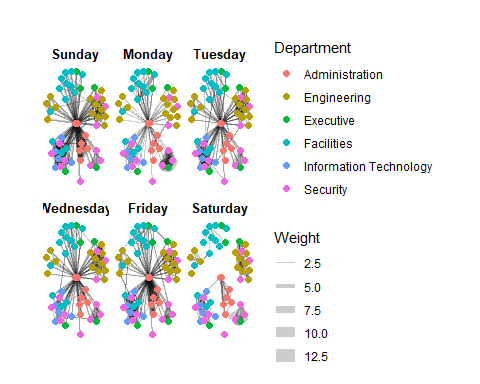 Sunday
Monday
Tuesday
Wednesday
Friday
Saturday
Department
Administration
Engineering
Executive
Facilities
Information Technology
Security
Weight
2.5
5.0
7.5
10.0
12.5